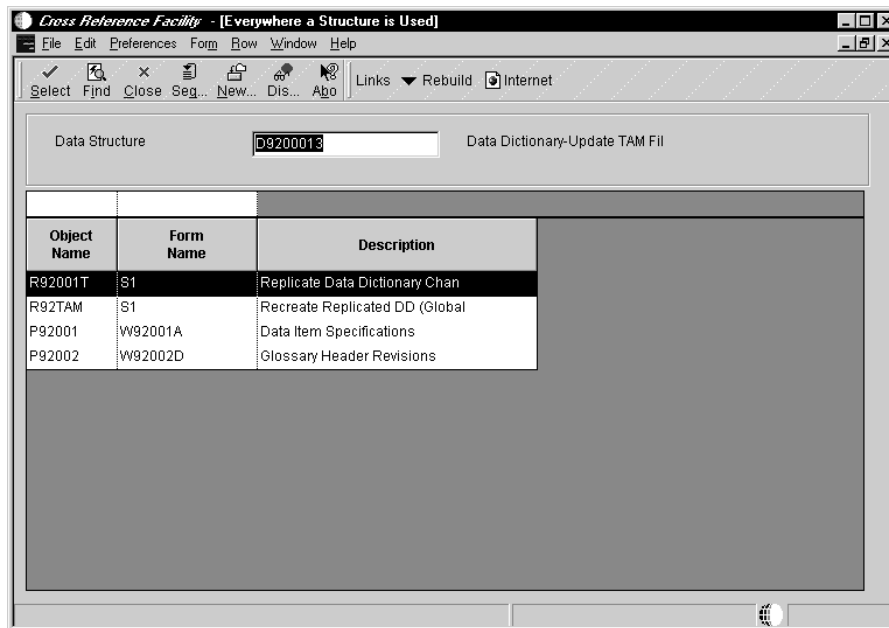 Cross Reference Facility - [Everywhere a Structure is Used]
File Edit Preferences Form Row Window Help
Select Find Close Seq... New... Dis... Abo Links Rebuild Internet
Data Structure D9200013 Data Dictionary-Update TAM Fil
Object Name Form Name Description
R92001T S1 Replicate Data Dictionary Chan
R92TAM S1 Recreate Replicated DD (Global
P92001 W92001A Data Item Specifications
P92002 W92002D Glossary Header Revisions